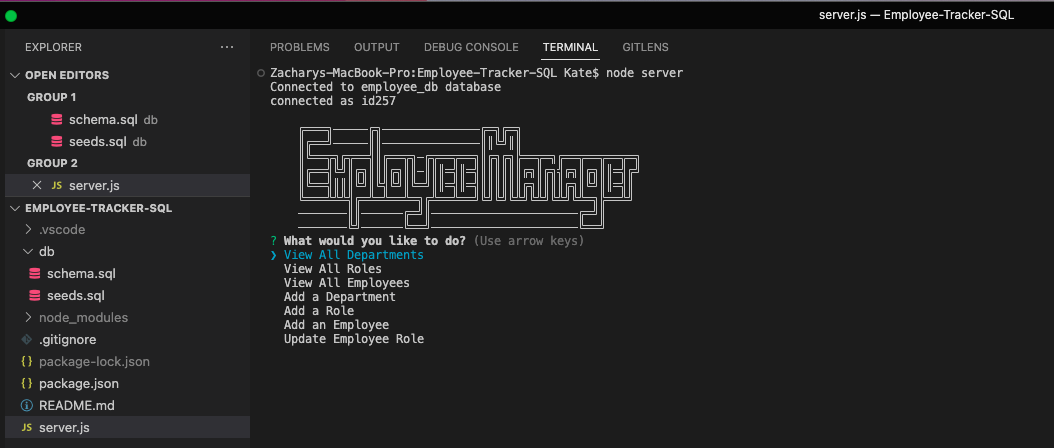 server.js — Employee-Tracker-SQL
EXPLORER
OPEN EDITORS
GROUP 1
schema.sql db
seeds.sql db
GROUP 2
JS server.js
EMPLOYEE-TRACKER-SQL
.vscode
db
schema.sql
seeds.sql
node_modules
.gitignore
{} package-lock.json
{} package.json
README.md
JS server.js
PROBLEMS OUTPUT DEBUG CONSOLE TERMINAL GITLENS
Zacharys-MacBook-Pro:Employee-Tracker-SQL Kate$ node server
Connected to employee_db database
connected as id257
Employee Manager
? What would you like to do? (Use arrow keys)
❯ View All Departments
View All Roles
View All Employees
Add a Department
Add a Role
Add an Employee
Update Employee Role